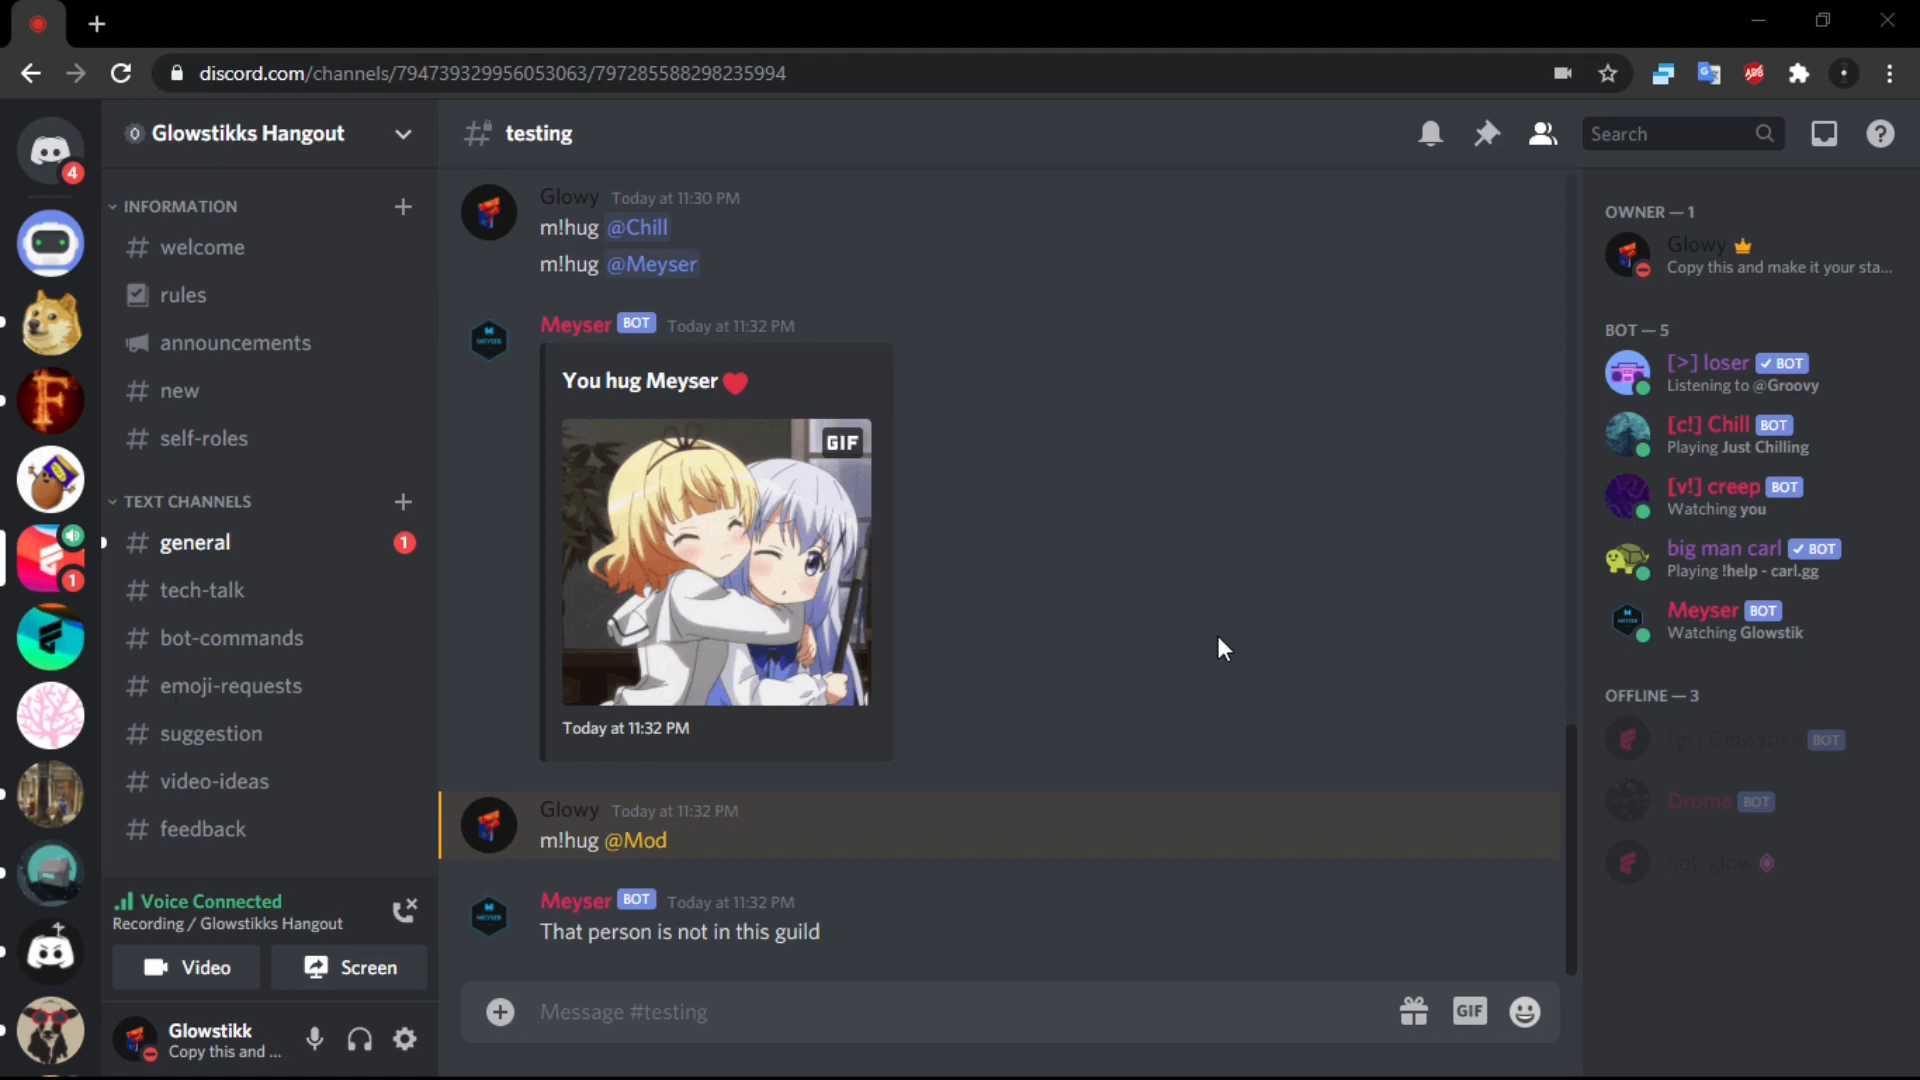 discord.com/channels/794739329956053063/797285588298235994
4
Glowstikks Hangout
INFORMATION
welcome
rules
announcements
new
self-roles
TEXT CHANNELS
general
1
tech-talk
bot-commands
emoji-requests
suggestion
video-ideas
feedback
1
Voice Connected
Recording / Glowstikks Hangout
Video
Screen
Glowstikk
Copy this and ...
testing
Search
Glowy Today at 11:30 PM
m!hug @Chill
m!hug @Meyser
Meyser BOT Today at 11:32 PM
You hug Meyser
GIF
Today at 11:32 PM
Glowy Today at 11:32 PM
m!hug @Mod
Meyser BOT Today at 11:32 PM
That person is not in this guild
Message #testing
GIF
OWNER — 1
Glowy
Copy this and make it your sta...
BOT — 5
[>] loser BOT
Listening to @Groovy
[c!] Chill BOT
Playing Just Chilling
[v!] creep BOT
Watching you
big man carl BOT
Playing !help - carl.gg
Meyser BOT
Watching Glowstik
OFFLINE — 3
[g!] Glowstikk BOT
Drome BOT
not_glow